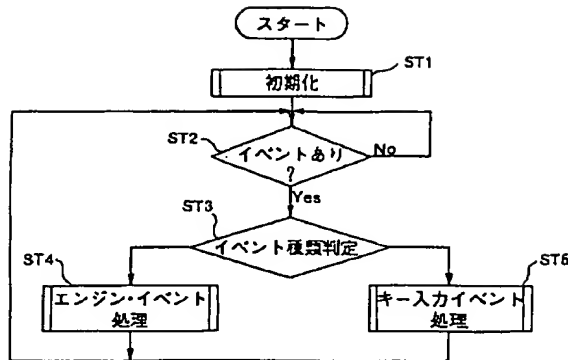 スタート
初期化
ST1
ST2
イベントあり
?
No
Yes
ST3
イベント種類判定
ST4
エンジン・イベント
処理
ST5
キー入力イベント
処理